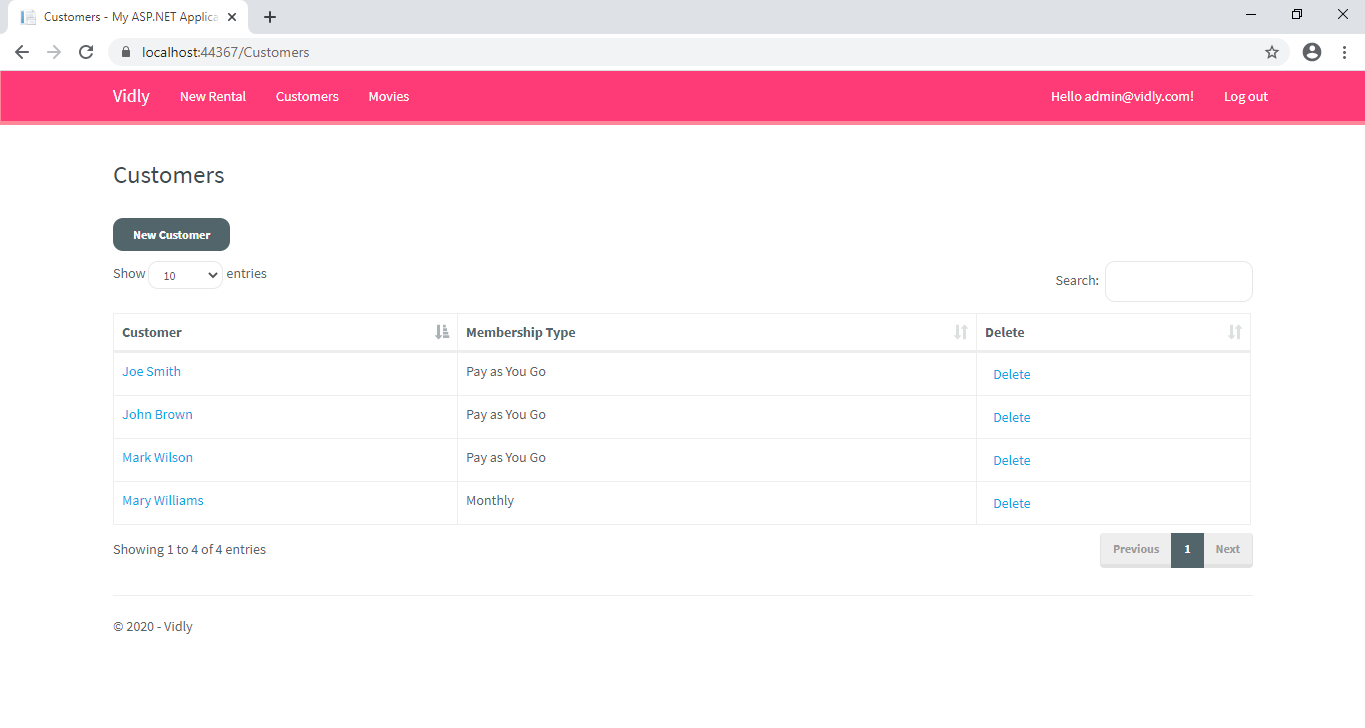 Customers - My ASP.NET Applica
localhost:44367/Customers
Vidly New Rental Customers Movies Hello admin@vidly.com! Log out
Customers
New Customer
Show 10 entries Search:
Customer Membership Type Delete
Joe Smith Pay as You Go Delete
John Brown Pay as You Go Delete
Mark Wilson Pay as You Go Delete
Mary Williams Monthly Delete
Showing 1 to 4 of 4 entries Previous 1 Next
© 2020 - Vidly